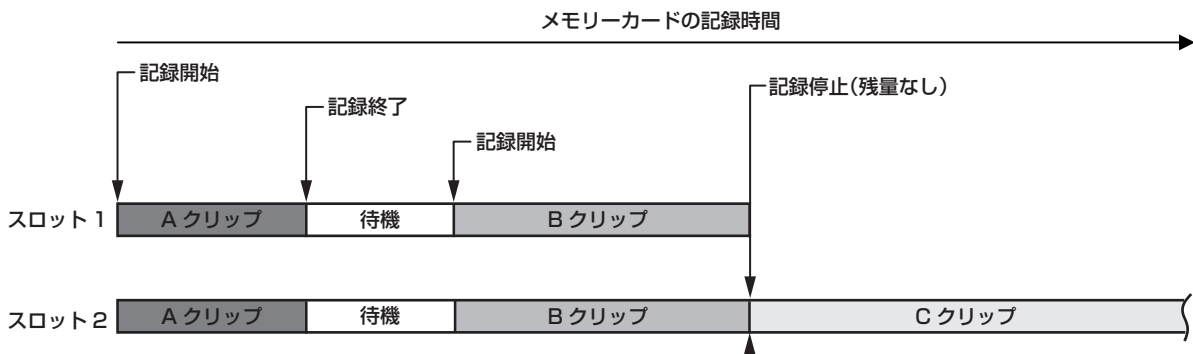 メモリーカードの記録時間
記録開始
記録停止(残量なし)
記録終了
記録開始
スロット 1 A クリップ 待機 B クリップ
スロット 2 A クリップ 待機 B クリップ C クリップ